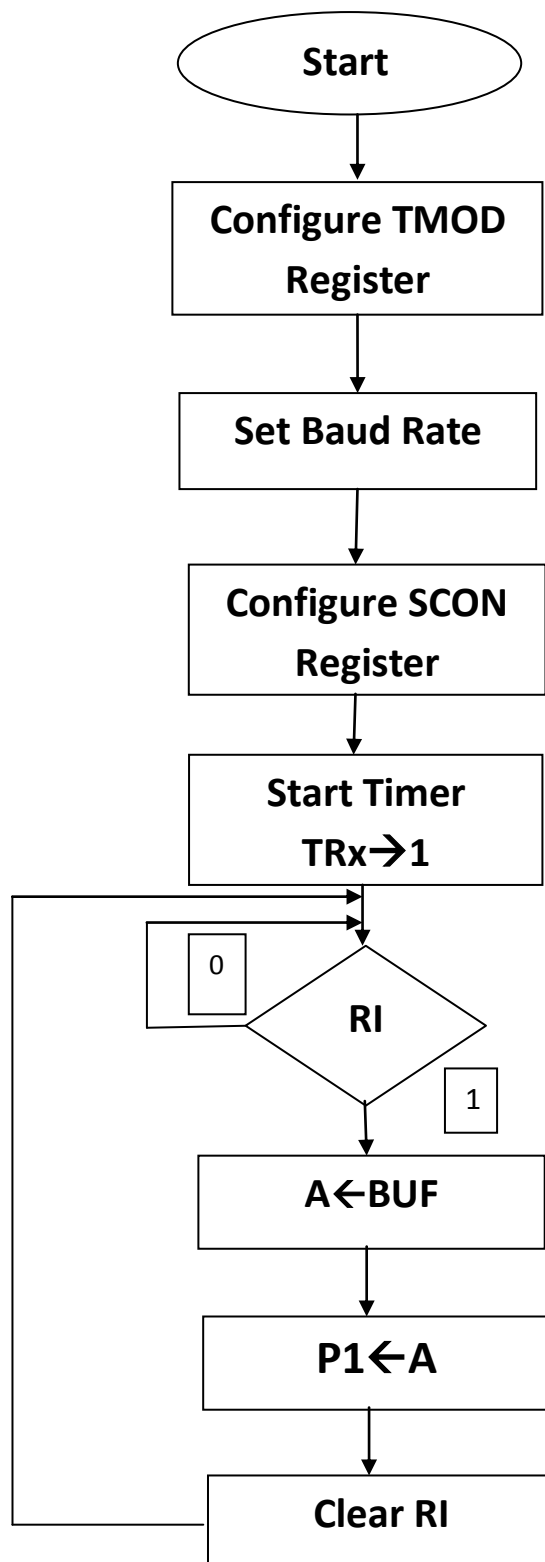 Start
Configure TMOD
Register
Set Baud Rate
Configure SCON
Register
Start Timer
TRx→1
0
RI
1
A←BUF
P1←A
Clear RI